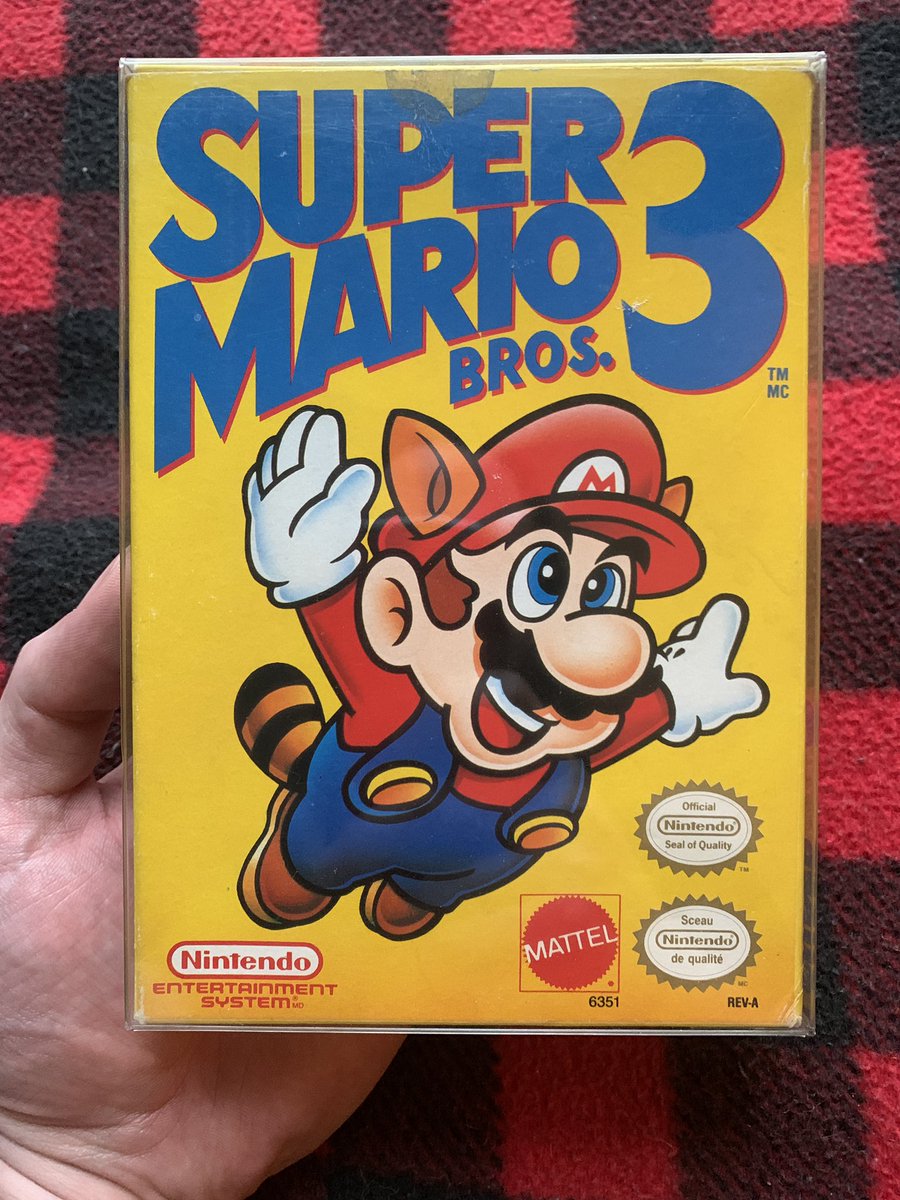 SUPER
MARIO
BROS. 3
TM
MC
M
Official
Nintendo®
Seal of Quality
TM
Sceau
Nintendo®
de qualité
MC
MATTEL
6351
REV-A
Nintendo
ENTERTAINMENT
SYSTEM® MD